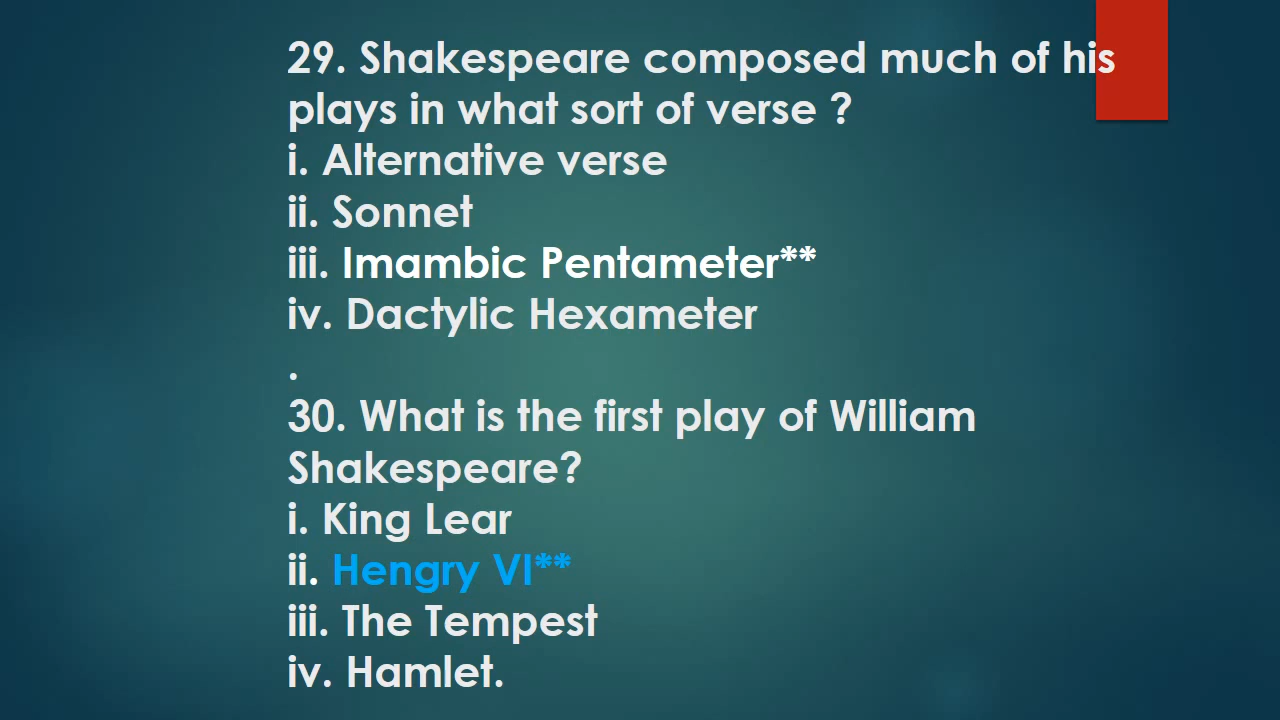 29. Shakespeare composed much of his
plays in what sort of verse ?
i. Alternative verse
ii. Sonnet
iii. Imambic Pentameter**
iv. Dactylic Hexameter
.
30. What is the first play of William
Shakespeare?
i. King Lear
ii. Hengry VI**
iii. The Tempest
iv. Hamlet.